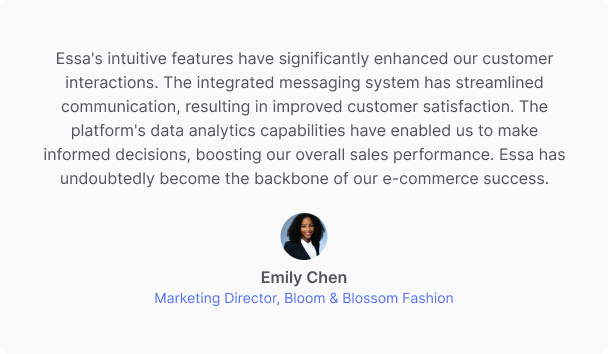 Essa's intuitive features have significantly enhanced our customer
interactions. The integrated messaging system has streamlined
communication, resulting in improved customer satisfaction. The
platform's data analytics capabilities have enabled us to make
informed decisions, boosting our overall sales performance. Essa has
undoubtedly become the backbone of our e-commerce success.
Emily Chen
Marketing Director, Bloom & Blossom Fashion